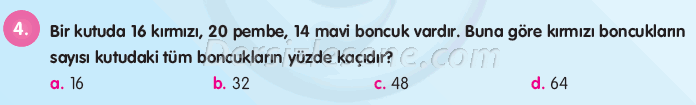 4. Bir kutuda 16 kırmızı, 20 pembe, 14 mavi boncuk vardır. Buna göre kırmızı boncukların
sayısı kutudaki tüm boncukların yüzde kaçıdır?
a. 16 b. 32 c. 48 d. 64